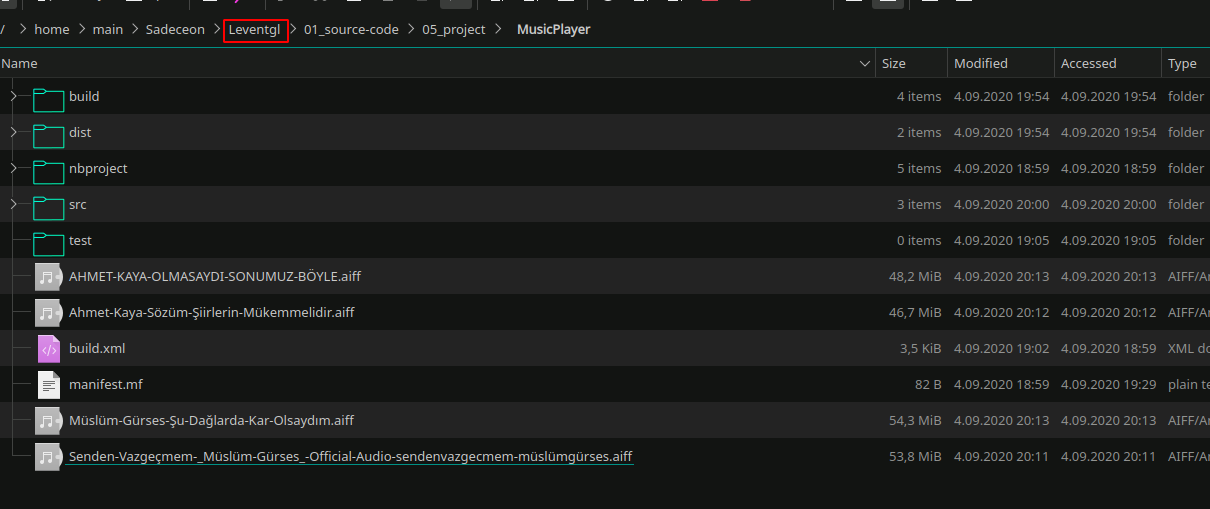 / > home > main > Sadeceon > Leventgl > 01_source-code > 05_project > MusicPlayer
Name Size Modified Accessed Type
build 4 items 4.09.2020 19:54 4.09.2020 19:54 folder
dist 2 items 4.09.2020 19:54 4.09.2020 19:54 folder
nbproject 5 items 4.09.2020 18:59 4.09.2020 18:59 folder
src 3 items 4.09.2020 20:00 4.09.2020 20:00 folder
test 0 items 4.09.2020 19:05 4.09.2020 19:05 folder
AHMET-KAYA-OLMASAYDI-SONUMUZ-BÖYLE.aiff 48,2 MiB 4.09.2020 20:13 4.09.2020 20:13 AIFF/A
Ahmet-Kaya-Sözüm-Şiirlerin-Mükemmelidir.aiff 46,7 MiB 4.09.2020 20:12 4.09.2020 20:12 AIFF/A
build.xml 3,5 KiB 4.09.2020 19:02 4.09.2020 18:59 XML do
manifest.mf 82 B 4.09.2020 18:59 4.09.2020 19:29 plain te
Müslüm-Gürses-Şu-Dağlarda-Kar-Olsaydım.aiff 54,3 MiB 4.09.2020 20:13 4.09.2020 20:13 AIFF/A
Senden-Vazgeçmem-_Müslüm-Gürses_-Official-Audio-sendenvazgecmem-müslümgürses.aiff 53,8 MiB 4.09.2020 20:11 4.09.2020 20:11 AIFF/A